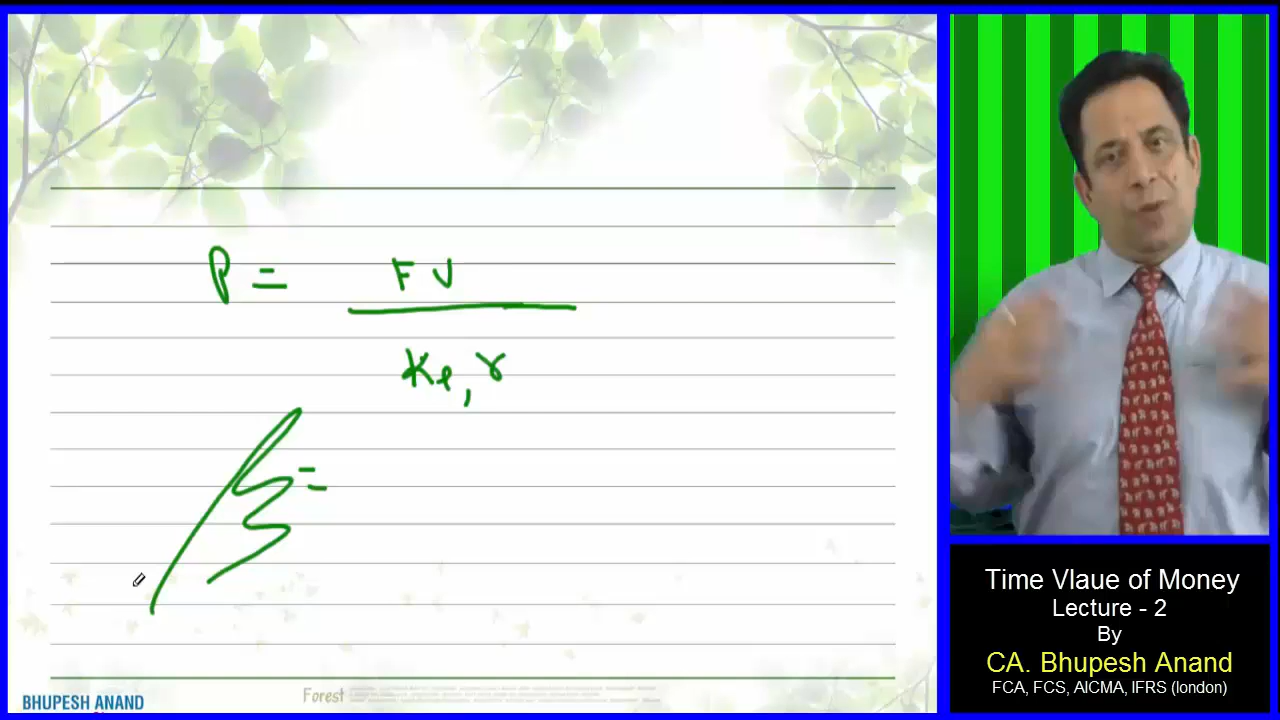 P = FV
Ke, r
=
Time Vlaue of Money
Lecture - 2
By
CA. Bhupesh Anand
FCA, FCS, AICMA, IFRS (london)
BHUPESH ANAND
Forest